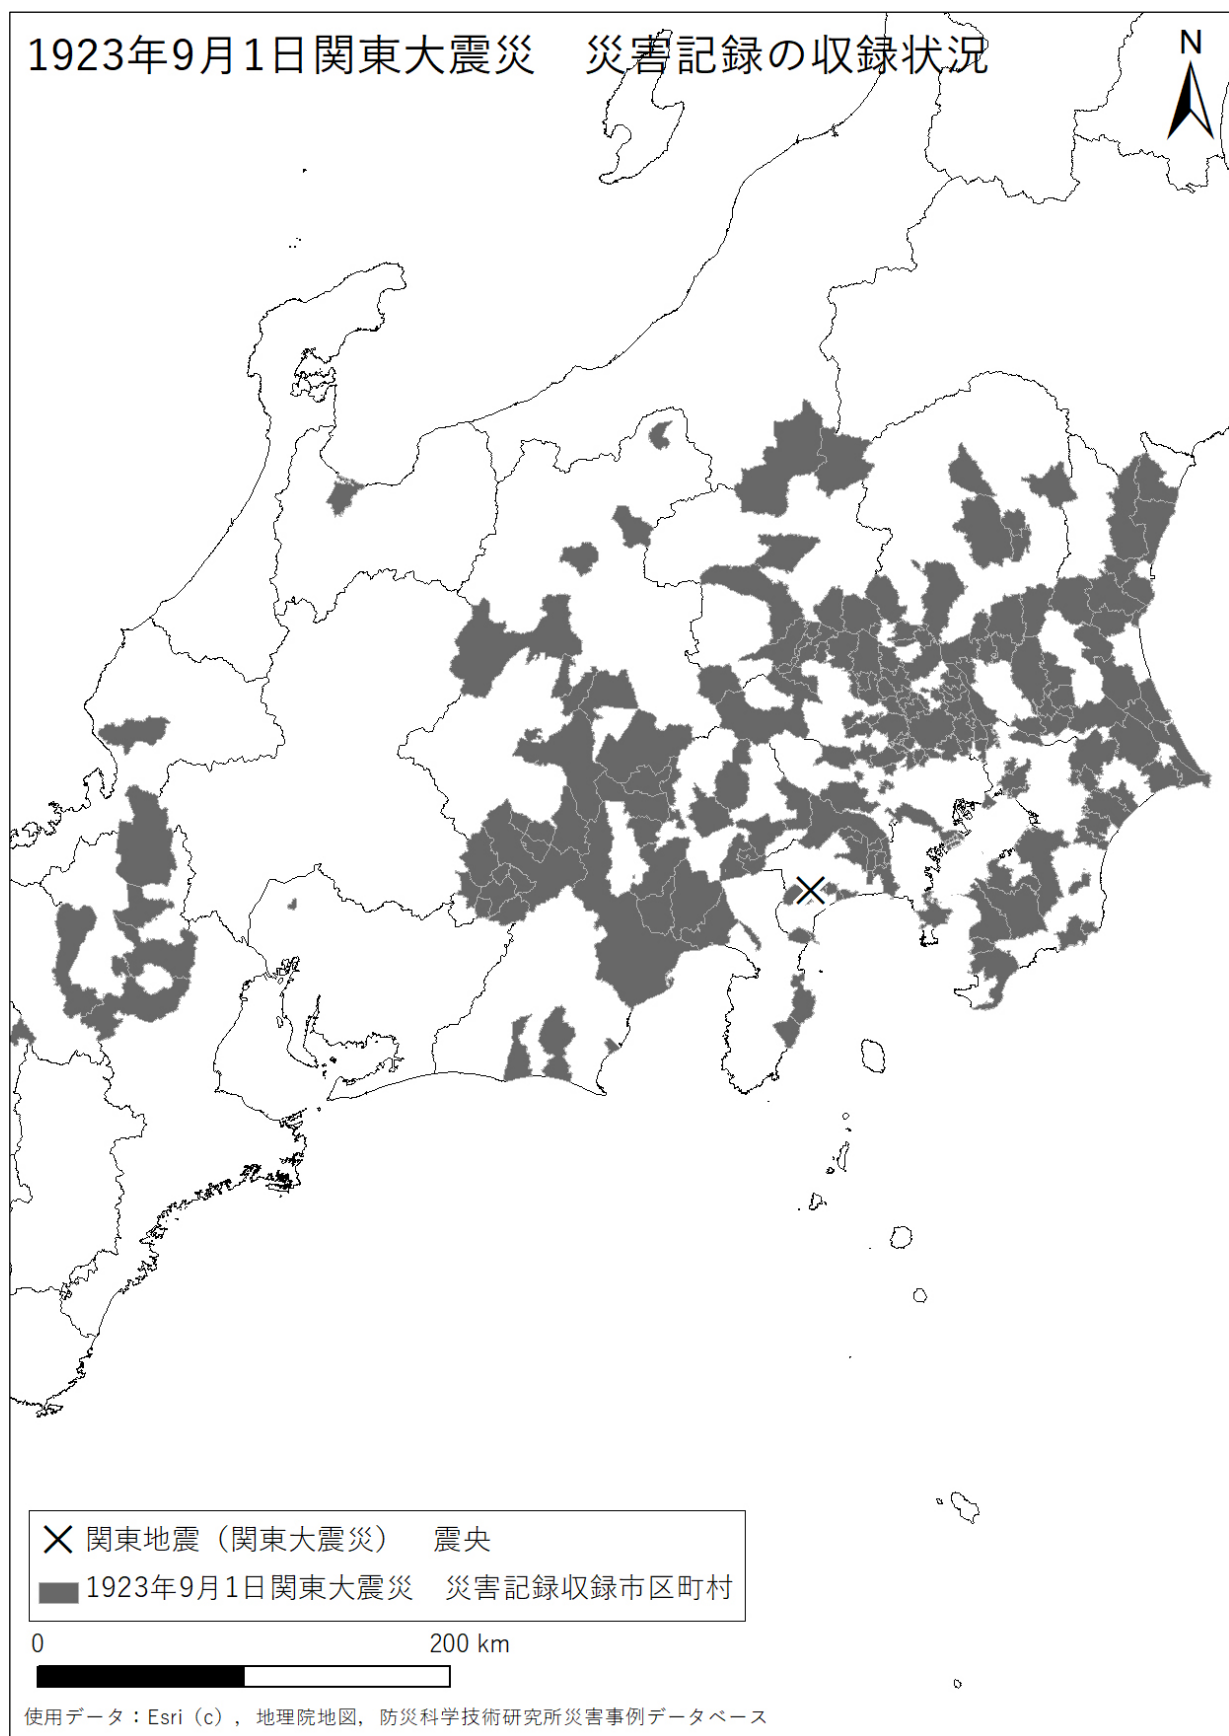 1923年9月1日関東大震災　災害記録の収録状況
N
関東地震（関東大震災）　震央
1923年9月1日関東大震災　災害記録収録市区町村
0 200 km
使用データ：Esri（c），地理院地図，防災科学技術研究所災害事例データベース